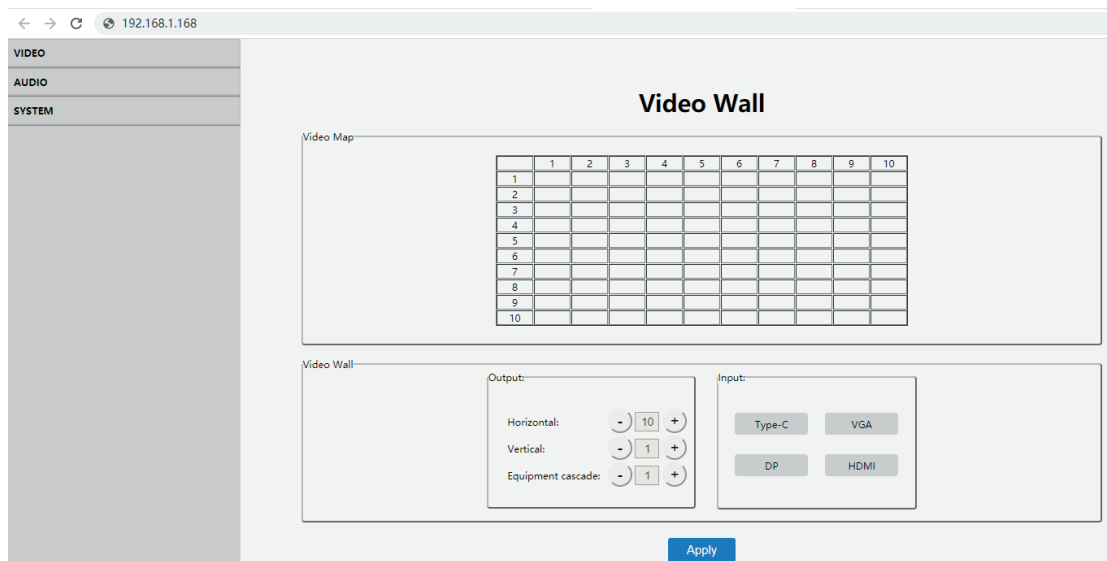 192.168.1.168
VIDEO
AUDIO
SYSTEM
Video Wall
Video Map
1 2 3 4 5 6 7 8 9 10
1
2
3
4
5
6
7
8
9
10
Video Wall
Output:
Horizontal: - 10 +
Vertical: - 1 +
Equipment cascade: - 1 +
Input:
Type-C VGA
DP HDMI
Apply